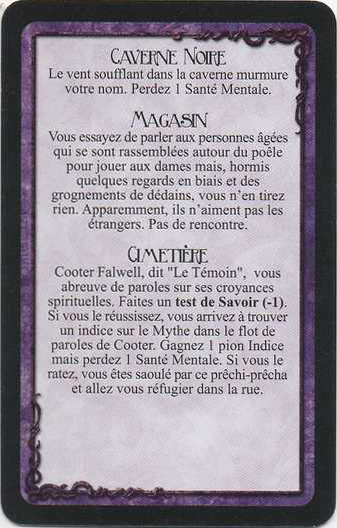 CAVERNE NOIRE
Le vent soufflant dans la caverne murmure
votre nom. Perdez 1 Santé Mentale.
MAGASIN
Vous essayez de parler aux personnes âgées
qui se sont rassemblées autour du poêle
pour jouer aux dames mais, hormis
quelques regards en biais et des
grognements de dédains, vous n'en tirez
rien. Apparemment, ils n'aiment pas les
étrangers. Pas de rencontre.
CIMETIÈRE
Cooter Falwell, dit "Le Témoin", vous
abreuve de paroles sur ses croyances
spirituelles. Faites un test de Savoir (-1).
Si vous le réussissez, vous arrivez à trouver
un indice sur le Mythe dans le flot de
paroles de Cooter. Gagnez 1 pion Indice
mais perdez 1 Santé Mentale. Si vous le
ratez, vous êtes saoulé par ce prêchi-prêcha
et allez vous réfugier dans la rue.